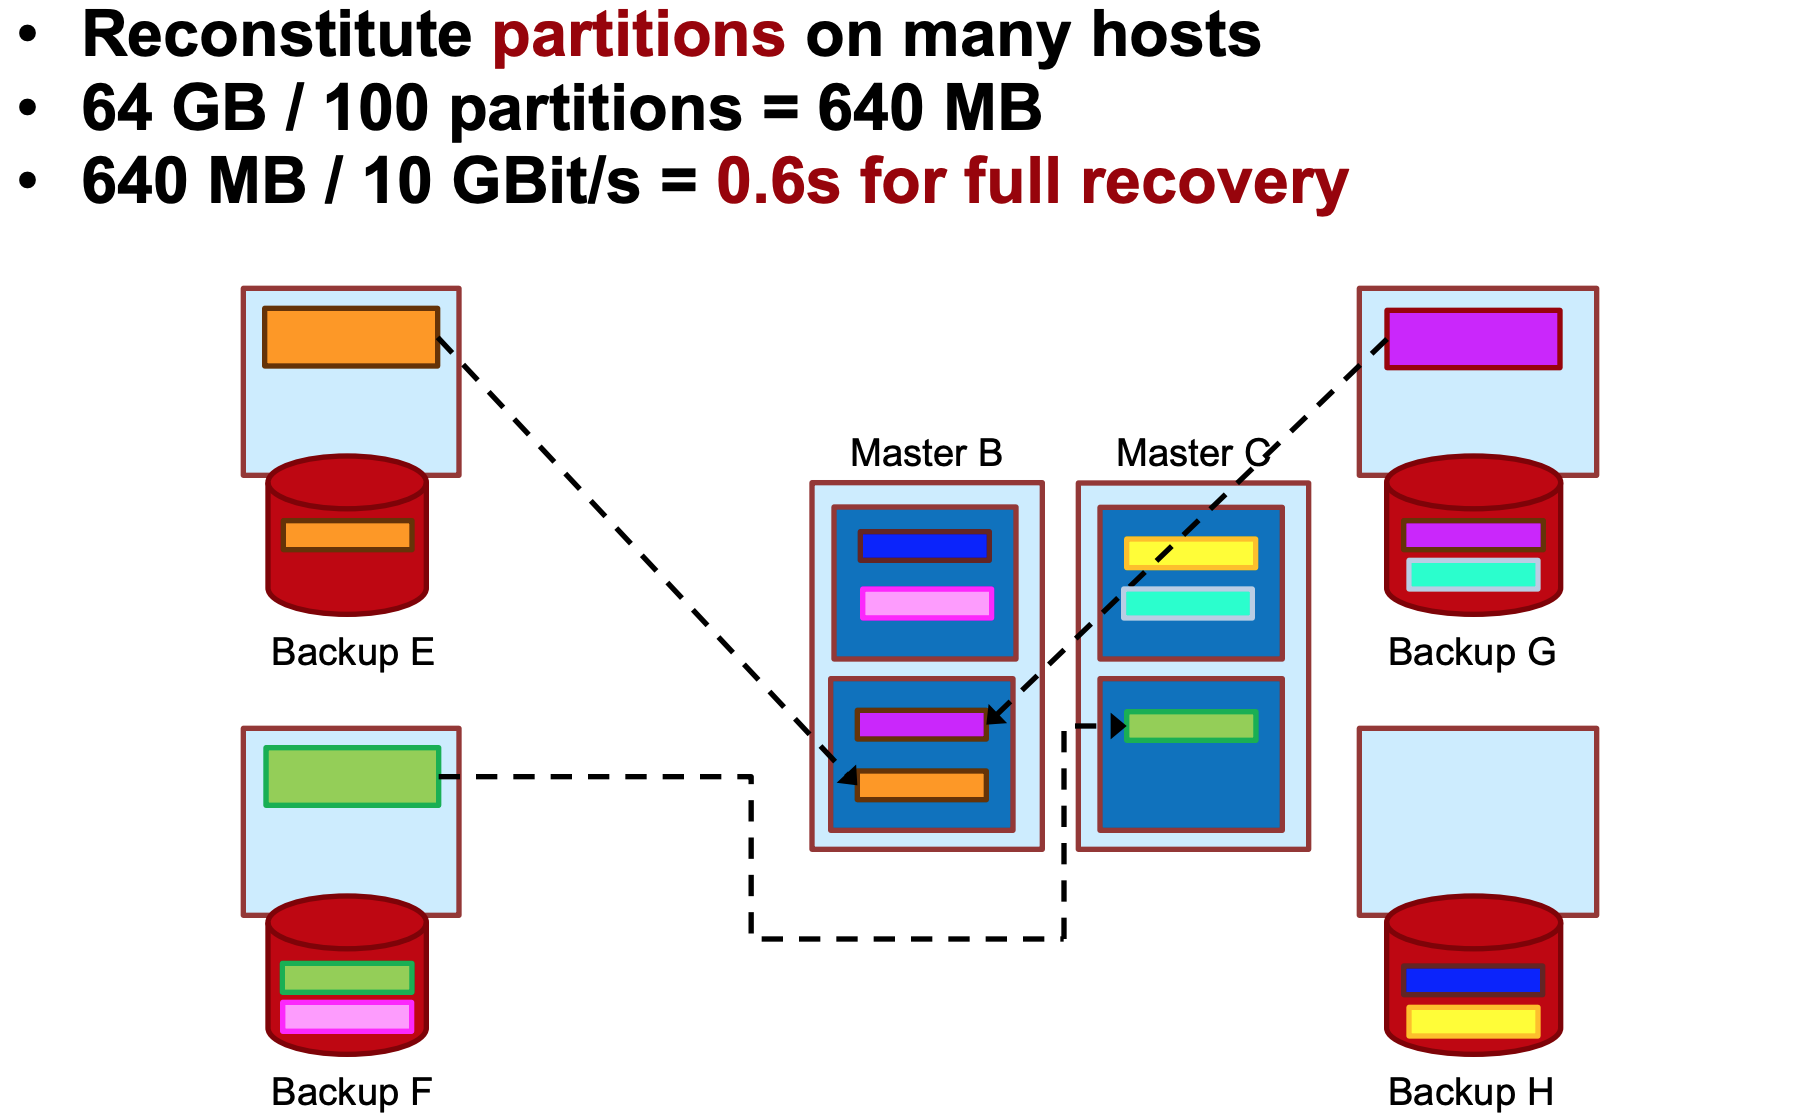 • Reconstitute partitions on many hosts
• 64 GB / 100 partitions = 640 MB
• 640 MB / 10 GBit/s = 0.6s for full recovery
Master B
Master C
Backup E
Backup G
Backup F
Backup H